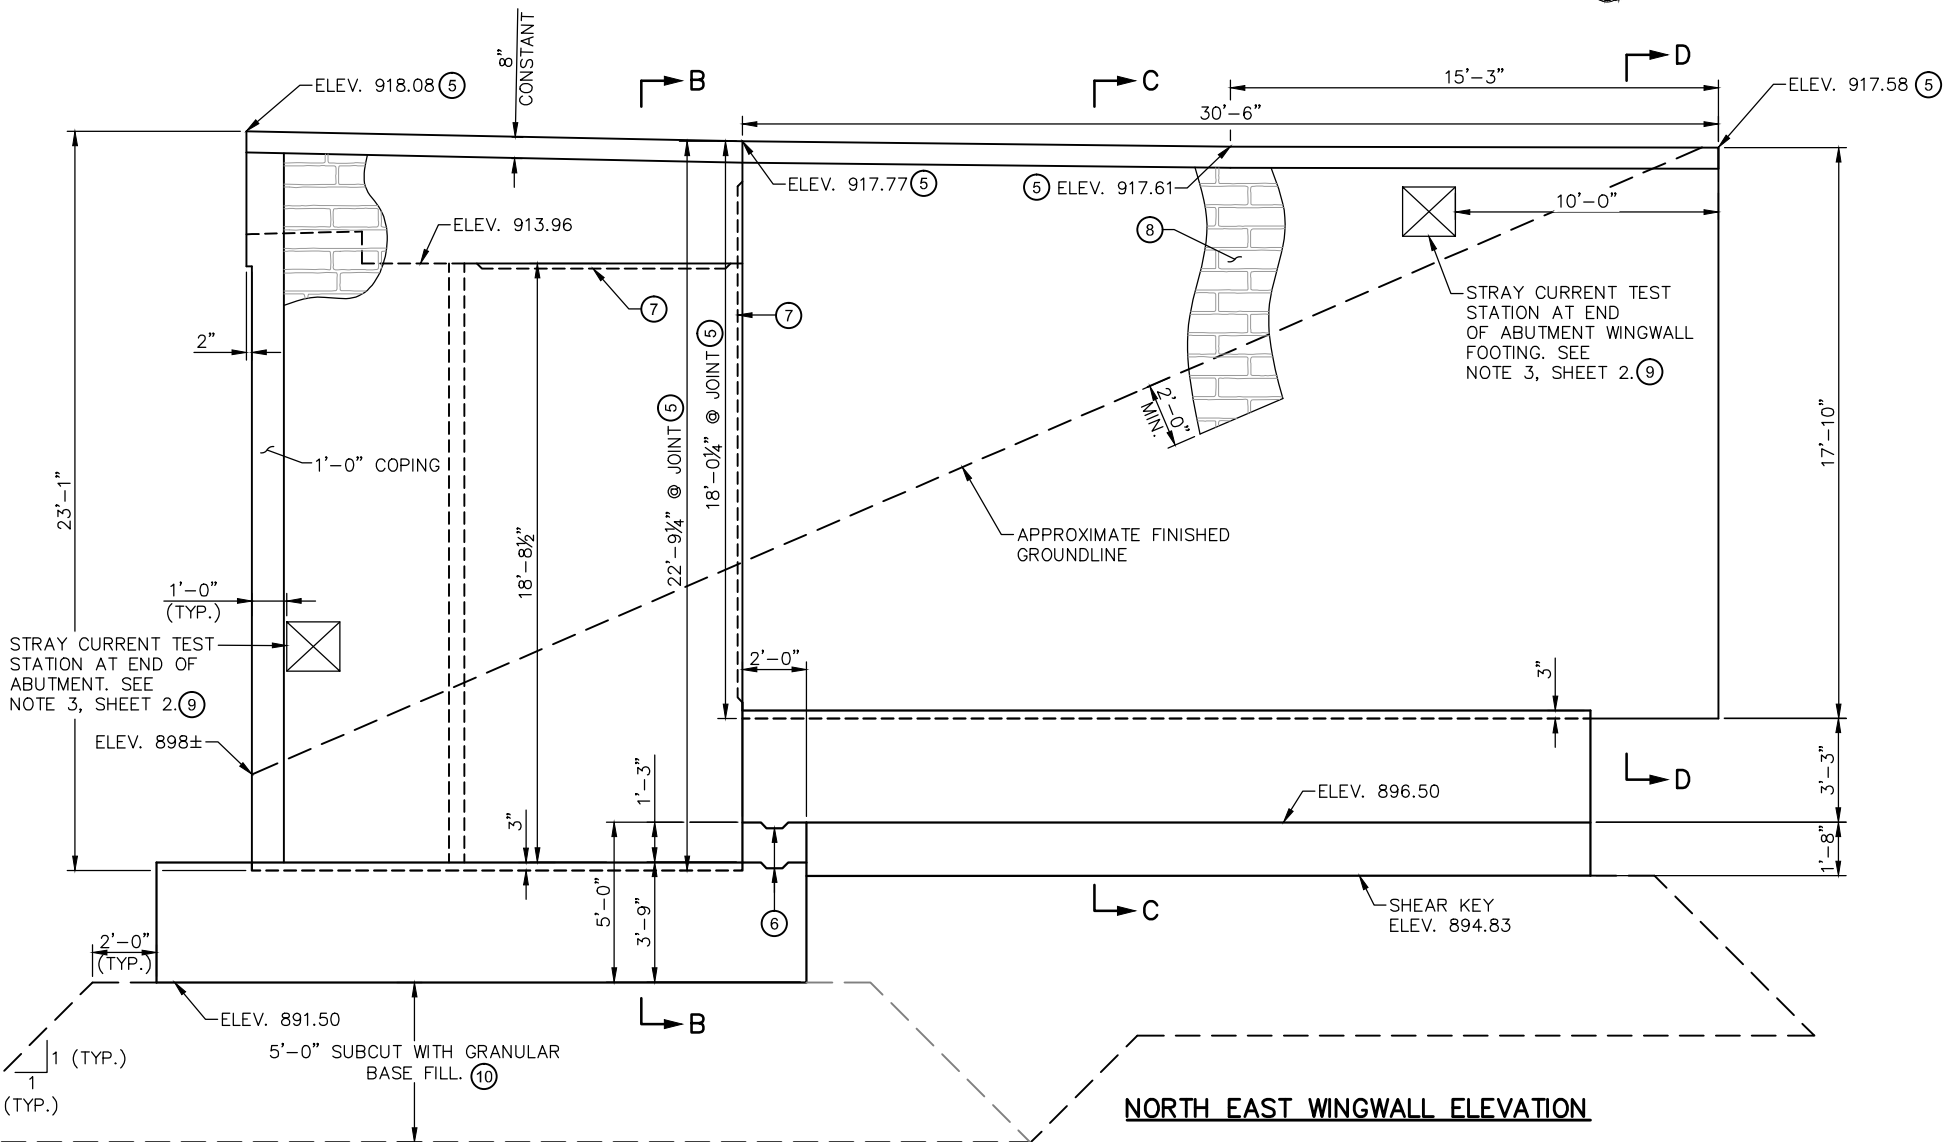 8"
CONSTANT
B
C
D
15'-3"
ELEV. 918.08 5
ELEV. 917.58 5
30'-6"
ELEV. 917.77 5
5 ELEV. 917.61
10'-0"
ELEV. 913.96
8
7
7
STRAY CURRENT TEST
STATION AT END
OF ABUTMENT WINGWALL
FOOTING. SEE
NOTE 3, SHEET 2. 9
2"
2'-0"
MIN.
1'-0" COPING
23'-1"
18'-8½"
22'-9¼" @ JOINT 5
18'-0¼" @ JOINT 5
17'-10"
APPROXIMATE FINISHED
GROUNDLINE
1'-0"
(TYP.)
STRAY CURRENT TEST
STATION AT END OF
ABUTMENT. SEE
NOTE 3, SHEET 2. 9
2'-0"
3"
ELEV. 898±
D
3'-3"
1'-3"
ELEV. 896.50
3"
1'-8"
5'-0"
3'-9"
6
C
SHEAR KEY
ELEV. 894.83
2'-0"
(TYP.)
ELEV. 891.50
B
5'-0" SUBCUT WITH GRANULAR
BASE FILL. 10
1 (TYP.)
1
(TYP.)
NORTH EAST WINGWALL ELEVATION